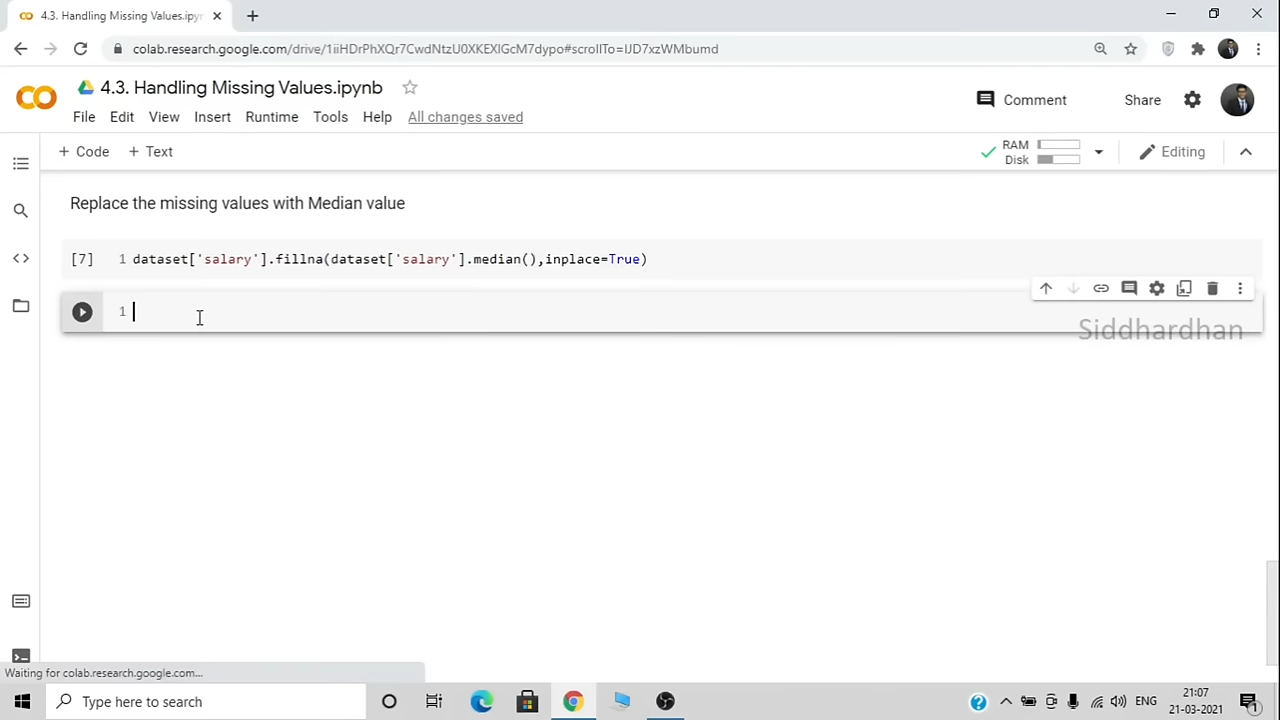 4.3. Handling Missing Values.ipyn
colab.research.google.com/drive/1iiHDrPhXQr7CwdNtzU0XKEXlGcM7dypo#scrollTo=IJD7xzWMbumd
4.3. Handling Missing Values.ipynb
Comment
Share
File Edit View Insert Runtime Tools Help All changes saved
+ Code + Text
RAM
Disk
Editing
Replace the missing values with Median value
[7] 1 dataset['salary'].fillna(dataset['salary'].median(),inplace=True)
1
Siddhardhan
Waiting for colab.research.google.com...
Type here to search
ENG
21:07
21-03-2021